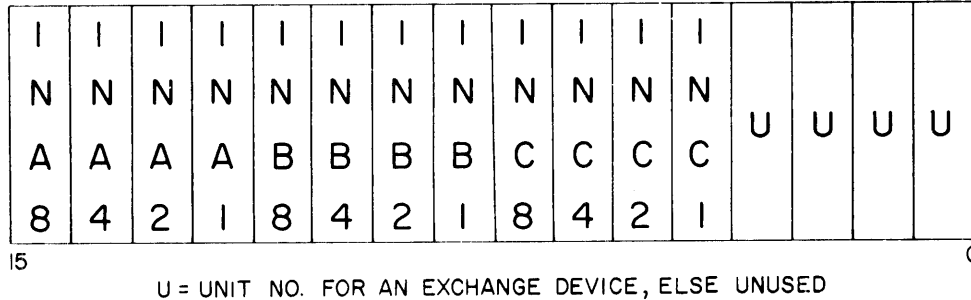 I I I I I I I I I I I I
N N N N N N N N N N N N U U U U
A A A A B B B B C C C C
8 4 2 1 8 4 2 1 8 4 2 1
15
U = UNIT NO. FOR AN EXCHANGE DEVICE, ELSE UNUSED